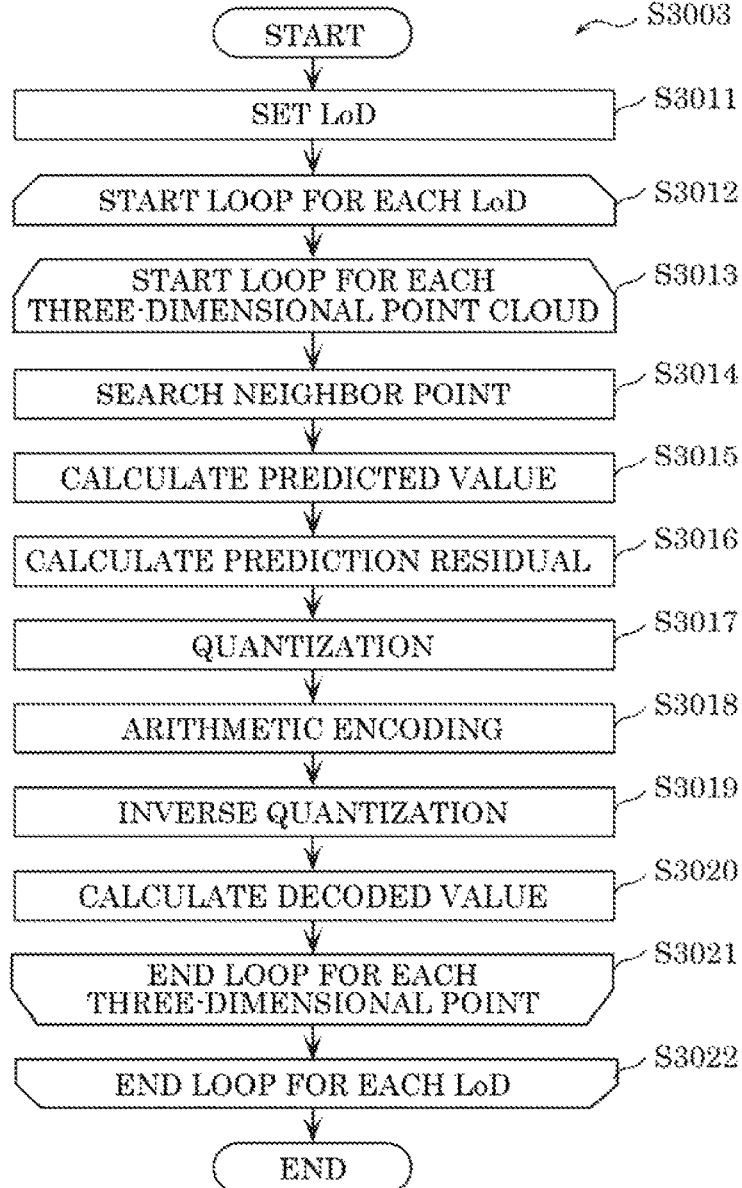 S3003
START
S3011
SET LoD
S3012
START LOOP FOR EACH LoD
S3013
START LOOP FOR EACH
THREE-DIMENSIONAL POINT CLOUD
S3014
SEARCH NEIGHBOR POINT
S3015
CALCULATE PREDICTED VALUE
S3016
CALCULATE PREDICTION RESIDUAL
S3017
QUANTIZATION
S3018
ARITHMETIC ENCODING
S3019
INVERSE QUANTIZATION
S3020
CALCULATE DECODED VALUE
S3021
END LOOP FOR EACH
THREE-DIMENSIONAL POINT
S3022
END LOOP FOR EACH LoD
END